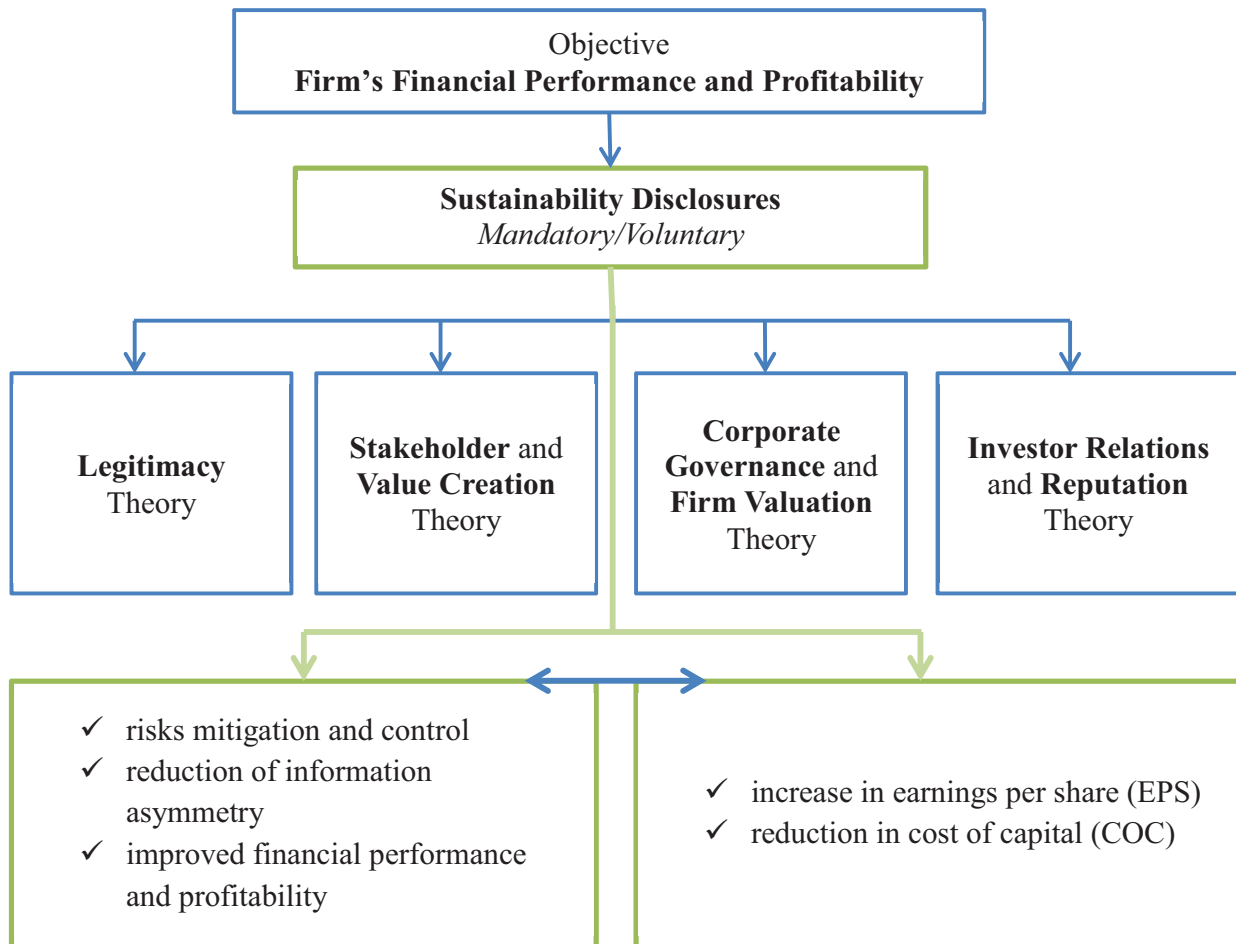 Objective
Firm’s Financial Performance and Profitability
Sustainability Disclosures
Mandatory/Voluntary
Legitimacy
Theory
Stakeholder and
Value Creation
Theory
Corporate
Governance and
Firm Valuation
Theory
Investor Relations
and Reputation
Theory
✓ risks mitigation and control
✓ reduction of information
asymmetry
✓ improved financial performance
and profitability
✓ increase in earnings per share (EPS)
✓ reduction in cost of capital (COC)